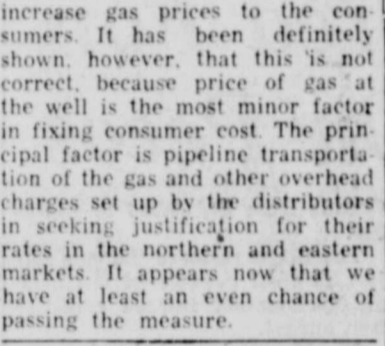 increase gas prices to the con-
sumers. It has been definitely
shown, however, that this is not
correct, because price of gas at
the well is the most minor factor
in fixing consumer cost. The prin-
cipal factor is pipeline transporta-
tion of the gas and other overhead
charges set up by the distributors
in seeking justification for their
rates in the northern and eastern
markets. It appears now that we
have at least an even chance of
passing the measure.